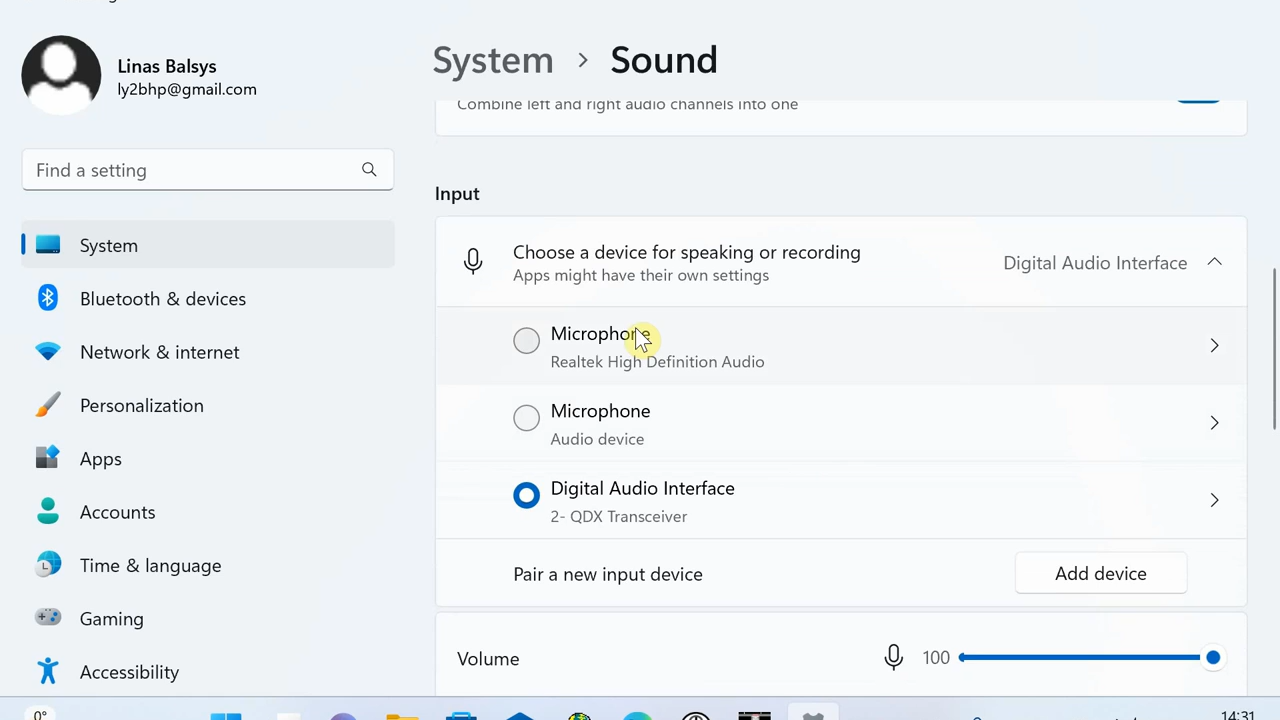 Linas Balsys
ly2bhp@gmail.com
Find a setting
System
Bluetooth & devices
Network & internet
Personalization
Apps
Accounts
Time & language
Gaming
Accessibility
System > Sound
Combine left and right audio channels into one
Input
Choose a device for speaking or recording
Apps might have their own settings
Digital Audio Interface
Microphone
Realtek High Definition Audio
Microphone
Audio device
Digital Audio Interface
2- QDX Transceiver
Pair a new input device
Add device
Volume
100
0°
14:31